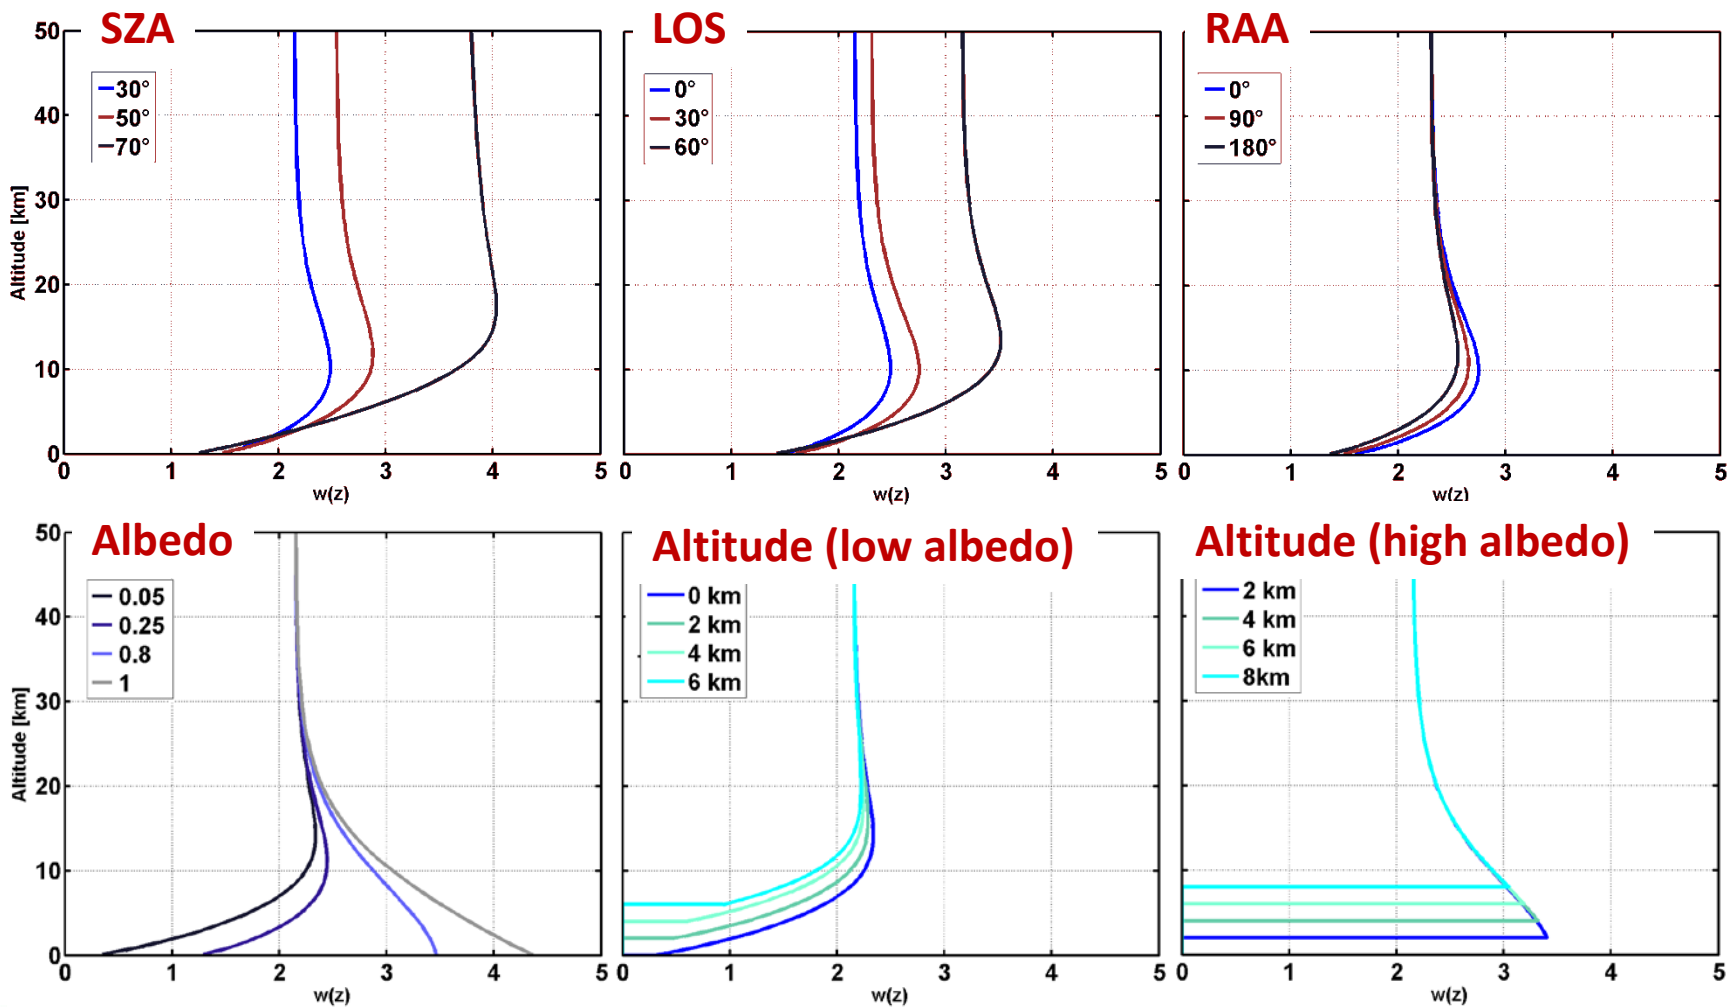 SZA
50
40
30
20
10
0
Altitude [km]
30°
50°
70°
0 1 2 3 4 5
w(z)
LOS
0°
30°
60°
0 1 2 3 4 5
w(z)
RAA
0°
90°
180°
0 1 2 3 4 5
w(z)
Albedo
50
40
30
20
10
0
Altitude [km]
0.05
0.25
0.8
1
0 1 2 3 4 5
w(z)
Altitude (low albedo)
0 km
2 km
4 km
6 km
0 1 2 3 4 5
w(z)
Altitude (high albedo)
2 km
4 km
6 km
8km
0 1 2 3 4 5
w(z)